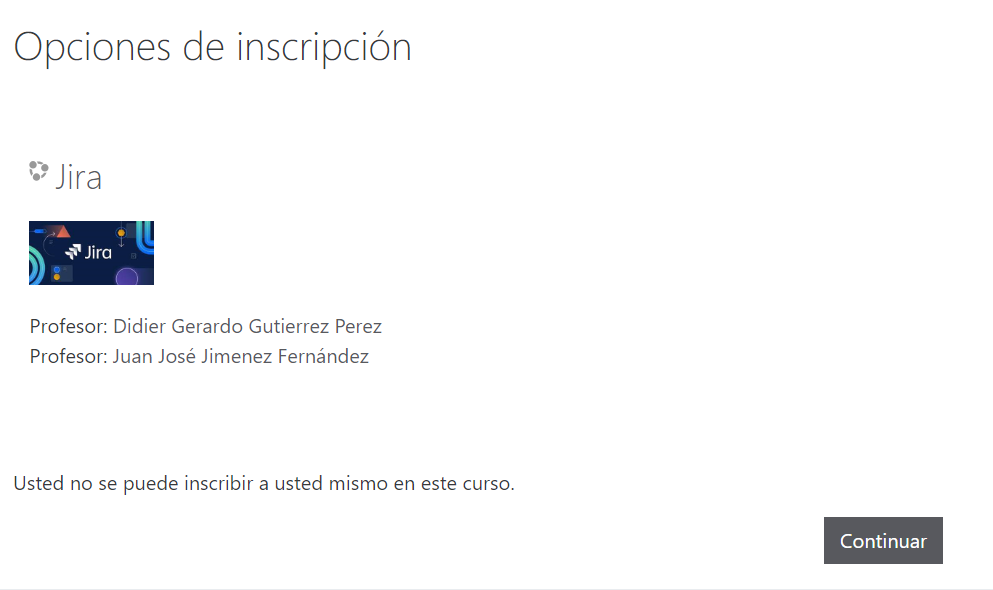 Opciones de inscripción
Jira
Jira
Profesor: Didier Gerardo Gutierrez Perez
Profesor: Juan José Jimenez Fernández
Usted no se puede inscribir a usted mismo en este curso.
Continuar